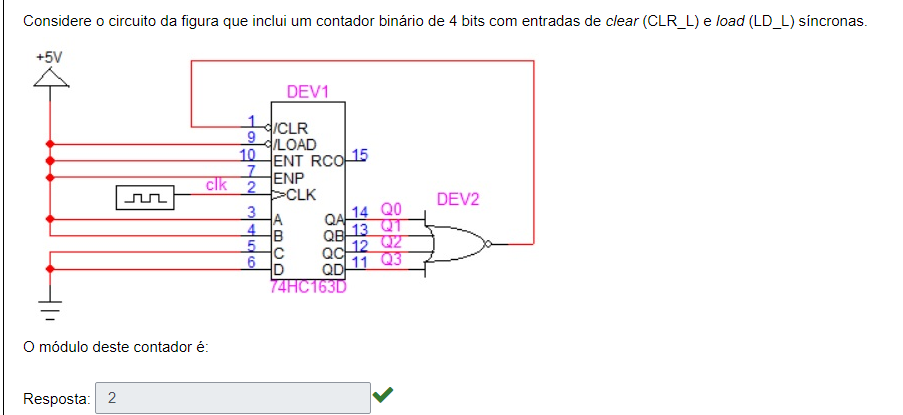 Considere o circuito da figura que inclui um contador binário de 4 bits com entradas de clear (CLR_L) e load (LD_L) síncronas.
+5V
DEV1
1 /CLR
9 /LOAD
10 ENT RCO 15
7 ENP
clk 2 CLK
DEV2
3 A QA 14 Q0
4 B QB 13 Q1
5 C QC 12 Q2
6 D QD 11 Q3
74HC163D
O módulo deste contador é:
Resposta: 2